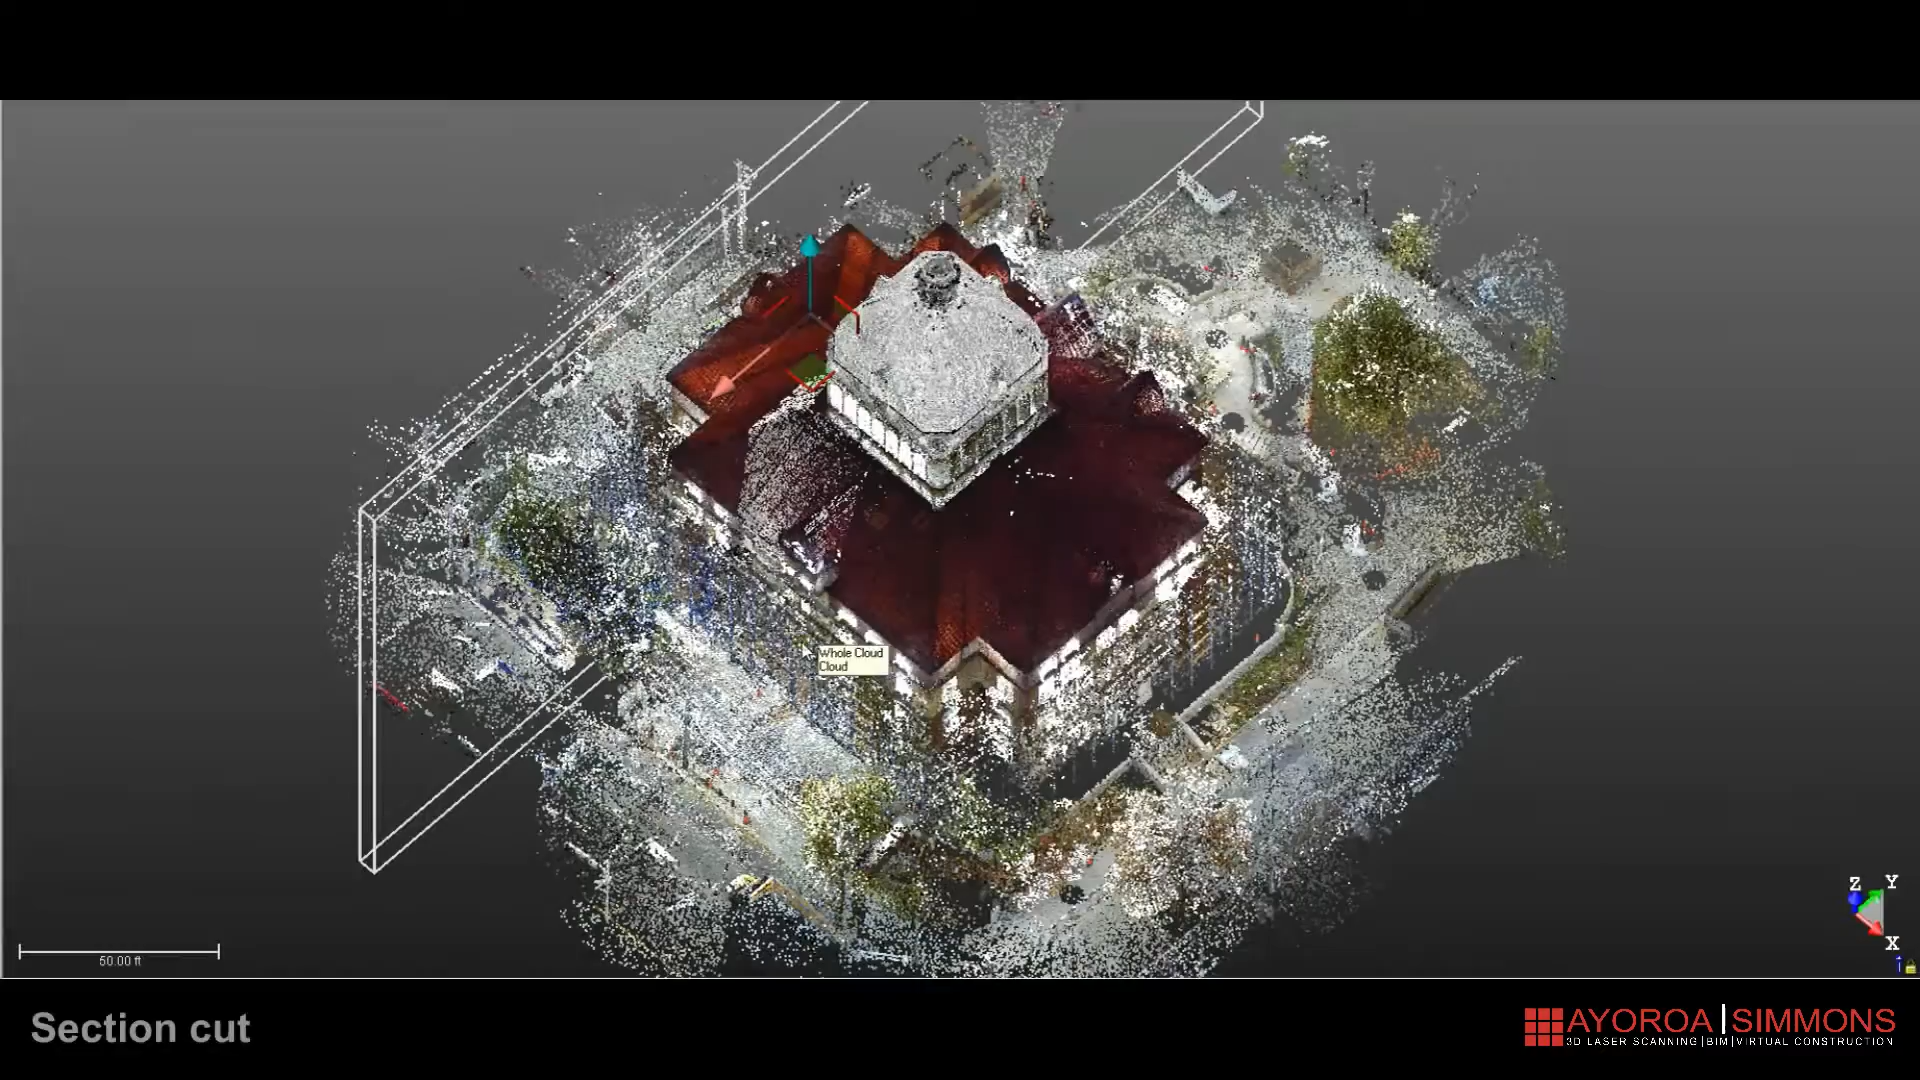 Whole Cloud
Cloud
Z Y
X
50.00 ft
Section cut
AYOROA|SIMMONS
3D LASER SCANNING|BIM|VIRTUAL CONSTRUCTION